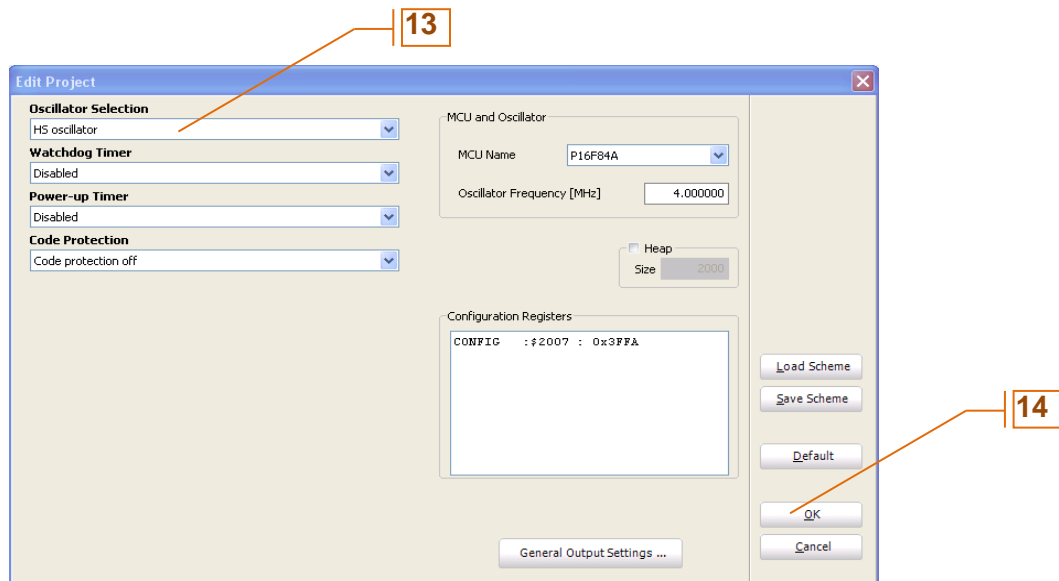 13
Edit Project
Oscillator Selection
HS oscillator
Watchdog Timer
Disabled
Power-up Timer
Disabled
Code Protection
Code protection off
MCU and Oscillator
MCU Name P16F84A
Oscillator Frequency [MHz] 4.000000
Heap
Size 2000
Configuration Registers
CONFIG :$2007 : 0x3FFA
Load Scheme
Save Scheme
14
Default
OK
Cancel
General Output Settings ...